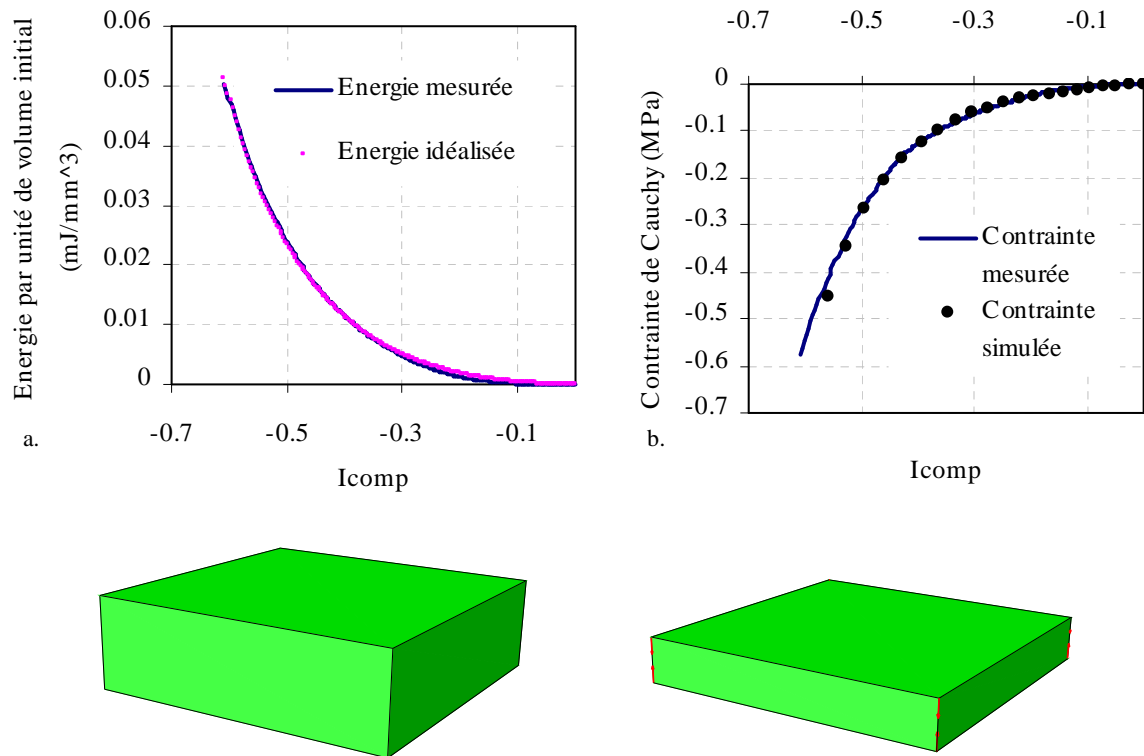 Energie par unité de volume initial
(mJ/mm^3)
0.06
0.05
0.04
0.03
0.02
0.01
0
Energie mesurée
Energie idéalisée
-0.7
-0.5
-0.3
-0.1
a.
Icomp
-0.7
-0.5
-0.3
-0.1
Contrainte de Cauchy (MPa)
0
-0.1
-0.2
-0.3
-0.4
-0.5
-0.6
-0.7
Contrainte
mesurée
Contrainte
simulée
b.
Icomp